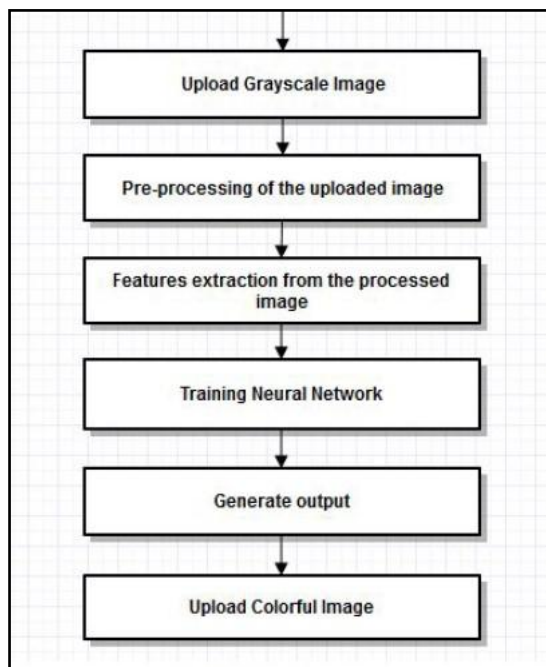 Upload Grayscale Image
Pre-processing of the uploaded image
Features extraction from the processed
image
Training Neural Network
Generate output
Upload Colorful Image